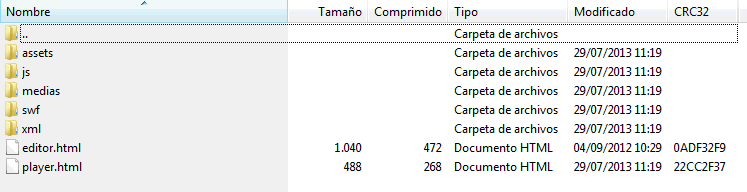 Nombre Tamaño Comprimido Tipo Modificado CRC32
.. Carpeta de archivos
assets Carpeta de archivos 29/07/2013 11:19
js Carpeta de archivos 29/07/2013 11:19
medias Carpeta de archivos 29/07/2013 11:19
swf Carpeta de archivos 29/07/2013 11:19
xml Carpeta de archivos 29/07/2013 11:19
editor.html 1.040 472 Documento HTML 04/09/2012 10:29 0ADF32F9
player.html 488 268 Documento HTML 29/07/2013 11:19 22CC2F37